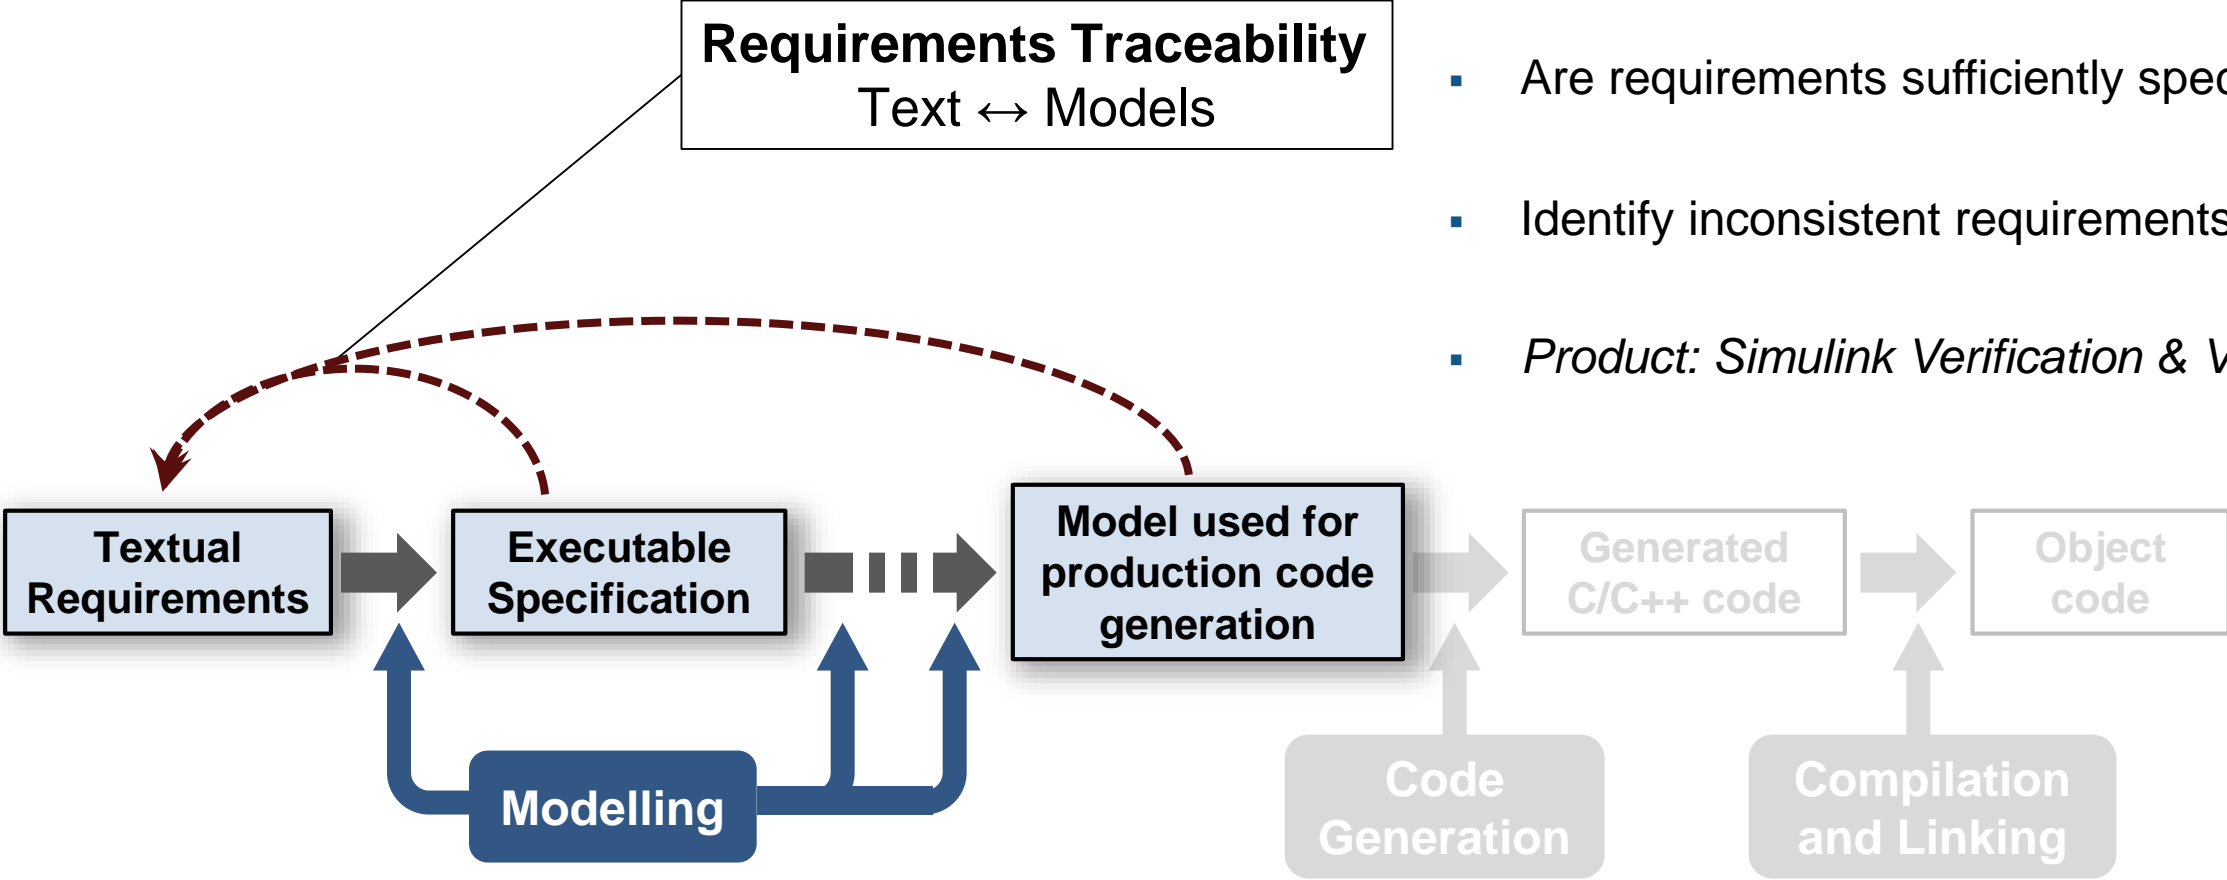 Requirements Traceability
Text ↔ Models
▪ Are requirements sufficiently
▪ Identify inconsistent requirements
▪ Product: Simulink Verification &
Textual
Requirements
Executable
Specification
Model used for
production code
generation
Generated
C/C++ code
Object
code
Modelling
Code
Generation
Compilation
and Linking